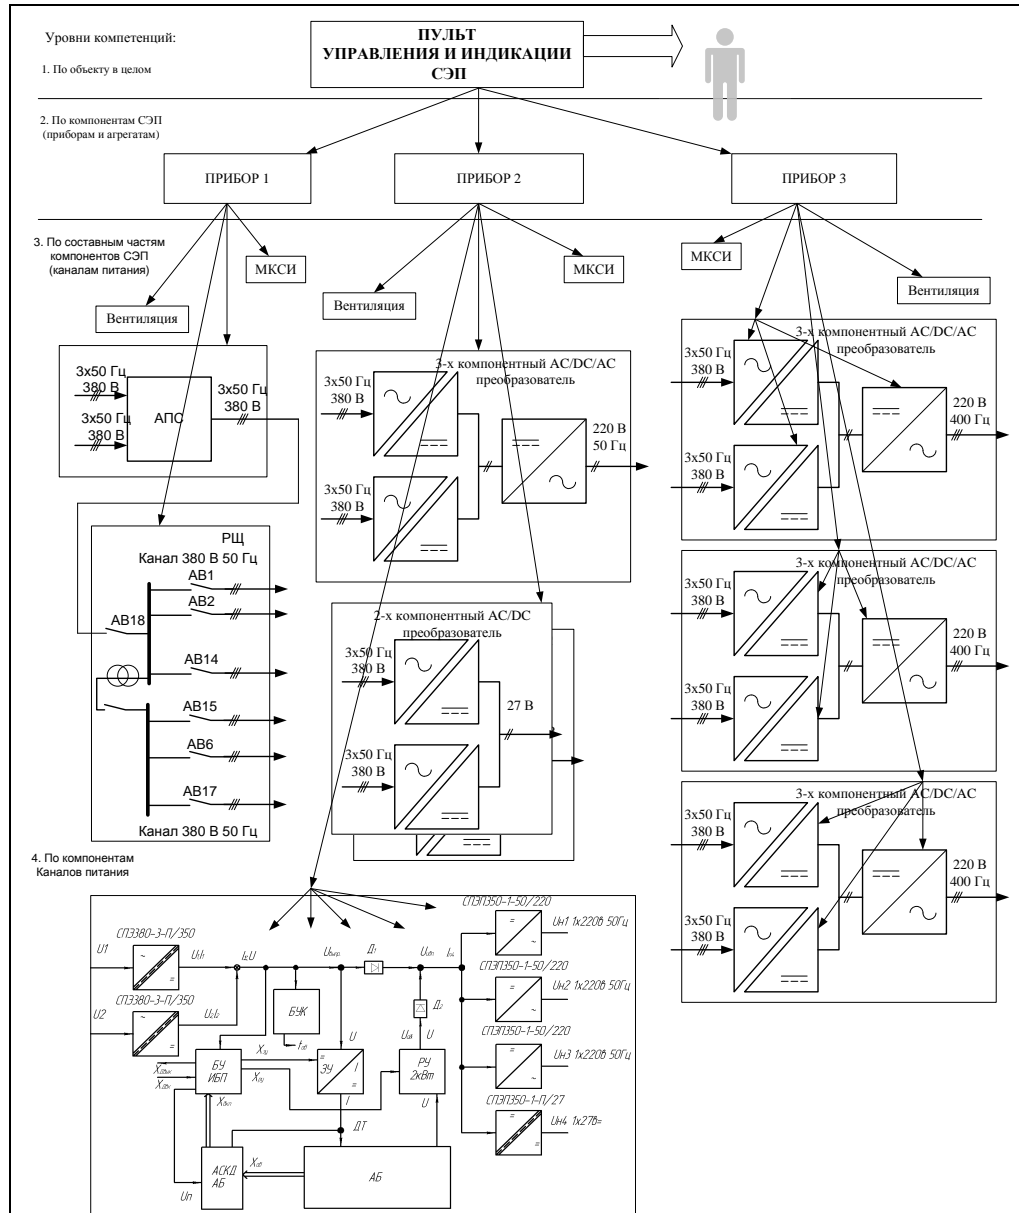 Уровни компетенций:
ПУЛЬТ
УПРАВЛЕНИЯ И ИНДИКАЦИИ
СЭП
1. По объекту в целом
2. По компонентам СЭП
(приборам и агрегатам)
ПРИБОР 1
ПРИБОР 2
ПРИБОР 3
3. По составным частям
компонентов СЭП
(каналам питания)
МКСИ
Вентиляция
МКСИ
Вентиляция
МКСИ
Вентиляция
3х50 Гц
380 В
3х50 Гц
380 В
АПС
3х50 Гц
380 В
РЩ
Канал 380 В 50 Гц
АВ1
АВ2
АВ18
АВ14
АВ15
АВ6
АВ17
Канал 380 В 50 Гц
3-х компонентный AC/DC/AC
преобразователь
3х50 Гц
380 В
3х50 Гц
380 В
220 В
50 Гц
2-х компонентный AC/DC
преобразователь
3х50 Гц
380 В
3х50 Гц
380 В
27 В
3-х компонентный AC/DC/AC
преобразователь
3х50 Гц
380 В
3х50 Гц
380 В
220 В
400 Гц
3-х компонентный AC/DC/AC
преобразователь
3х50 Гц
380 В
3х50 Гц
380 В
220 В
400 Гц
3-х компонентный AC/DC/AC
преобразователь
3х50 Гц
380 В
3х50 Гц
380 В
220 В
400 Гц
4. По компонентам
Каналов питания
U1
СПЭ380-3-П/350
U1I1
IΣU
Uвыпр
Д1
СПЭП350-1-50/220
Uн1 1х220в 50Гц
U2
СПЭ380-3-П/350
U2I2
БУК
Д2
СПЭП350-1-50/220
Uн2 1х220в 50Гц
U
U
СПЭП350-1-50/220
Uн3 1х220в 50Гц
БУ
ИБП
ЗУ
I
РУ
2кВт
СПЭП350-1-П/27
Uн4 1х27в=
I
U
ДТ
АСКД
АБ
АБ
Uп